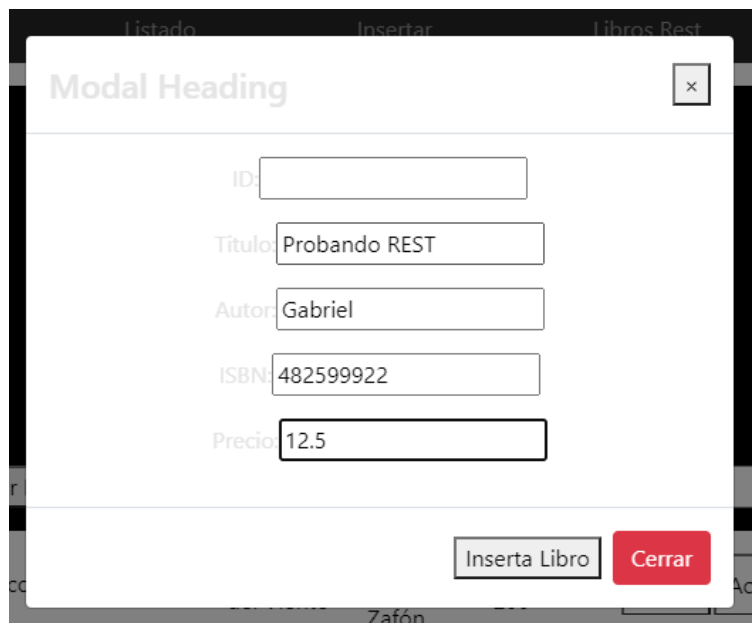 Listado Insertar Libros Rest
Modal Heading
×
ID:
Titulo: Probando REST
Autor: Gabriel
ISBN: 482599922
Precio: 12.5
Inserta Libro Cerrar
Zafón